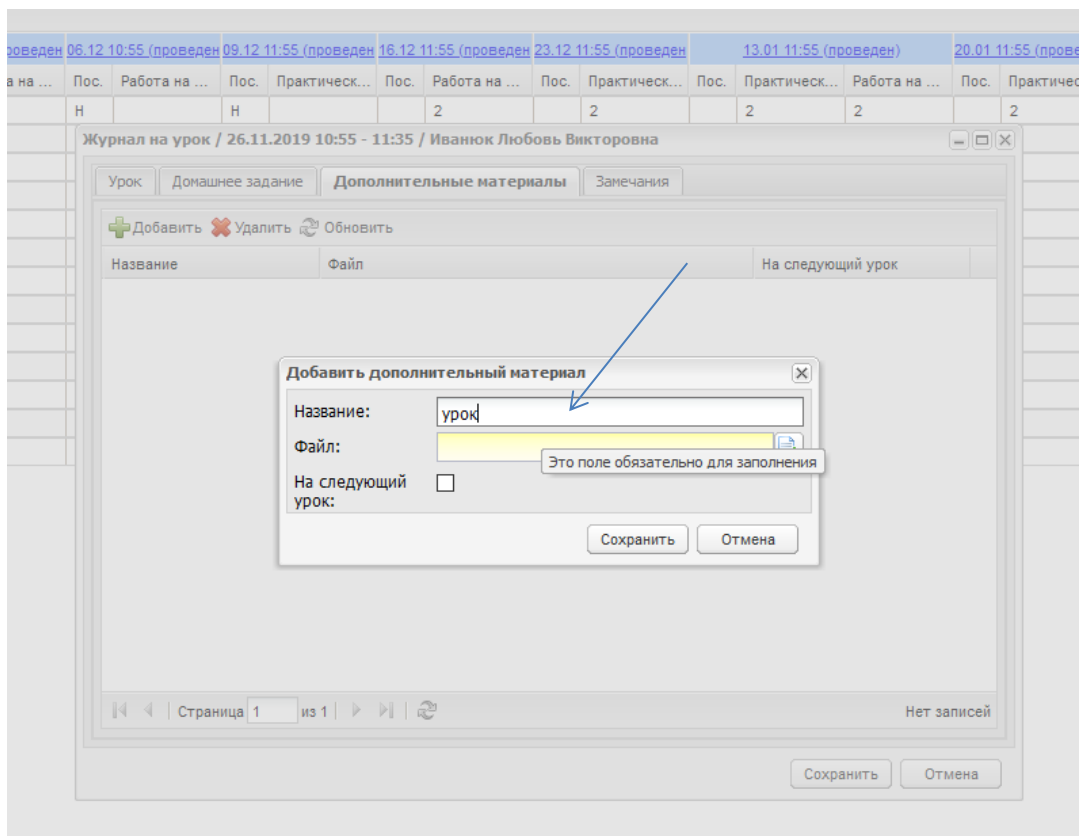 06.12 10:55 (проведен 09.12 11:55 (проведен 16.12 11:55 (проведен 23.12 11:55 (проведен 13.01 11:55 (проведен) 20.01 11:55 (прове
а на ... Пос. Работа на ... Пос. Практическ... Пос. Работа на ... Пос. Практическ... Пос. Практическ... Работа на ... Пос. Практичес
Н Н 2 2 2 2 2
Журнал на урок / 26.11.2019 10:55 - 11:35 / Иванюк Любовь Викторовна
Урок Домашнее задание Дополнительные материалы Замечания
Добавить Удалить Обновить
Название Файл На следующий урок
Добавить дополнительный материал
Название: урок
Файл:
Это поле обязательно для заполнения
На следующий
урок:
Сохранить Отмена
Страница 1 из 1 Нет записей
Сохранить Отмена